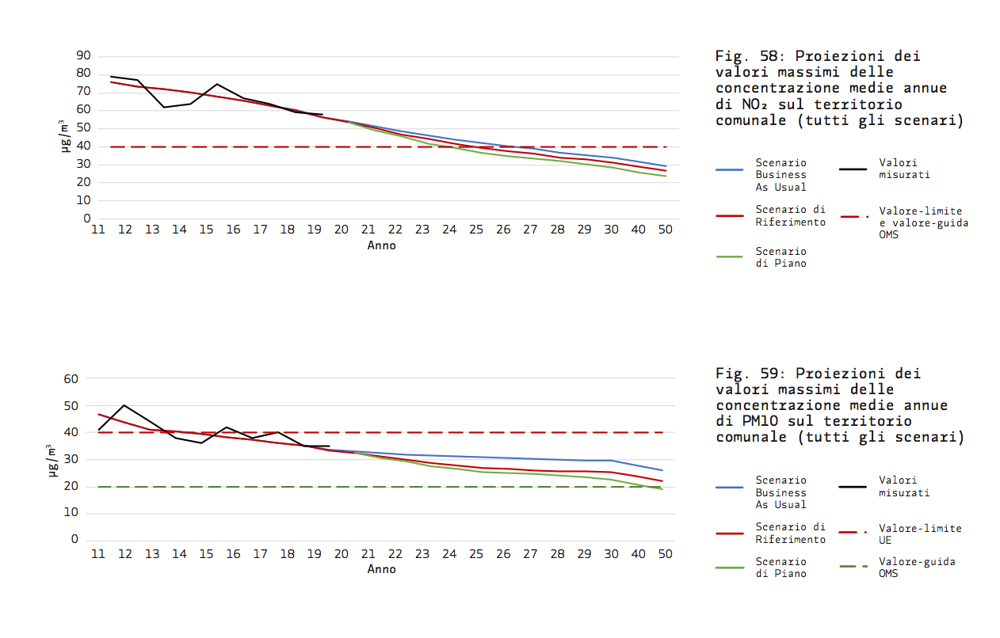 Fig. 58: Proiezioni dei
valori massimi delle
concentrazione medie annue
di NO₂ sul territorio
comunale (tutti gli scenari)
90
80
70
60
50
40
30
20
10
0
µg/m³
11 12 13 14 15 16 17 18 19 20 21 22 23 24 25 26 27 28 29 30 40 50
Anno
Scenario
Business
As Usual
Valori
misurati
Scenario di
Riferimento
Valore-limite
e valore-guida
OMS
Scenario
di Piano
Fig. 59: Proiezioni dei
valori massimi delle
concentrazione medie annue
di PM10 sul territorio
comunale (tutti gli scenari)
60
50
40
30
20
10
0
µg/m³
11 12 13 14 15 16 17 18 19 20 21 22 23 24 25 26 27 28 29 30 40 50
Anno
Scenario
Business
As Usual
Valori
misurati
Scenario di
Riferimento
Valore-limite
UE
Scenario
di Piano
Valore-guida
OMS